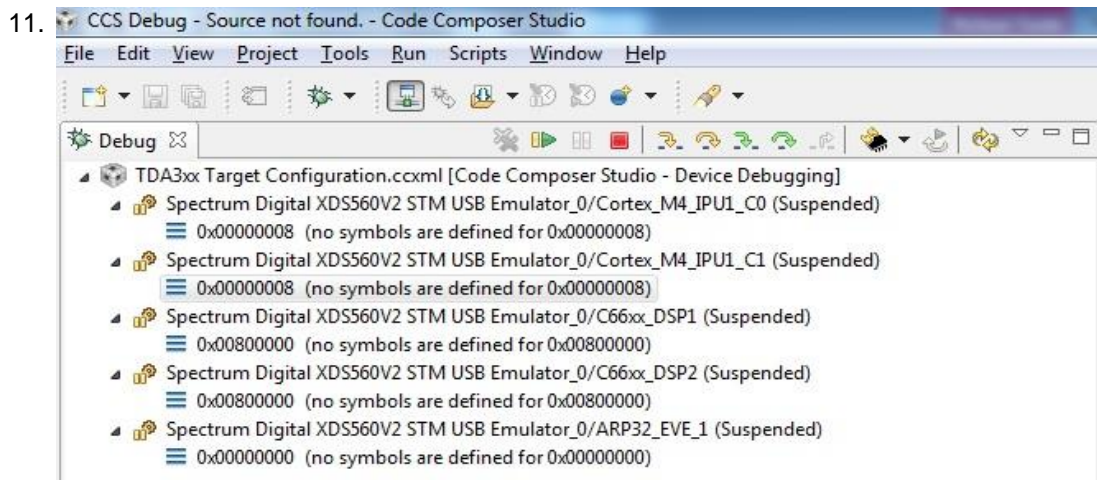 11. CCS Debug - Source not found. - Code Composer Studio
File Edit View Project Tools Run Scripts Window Help
Debug
TDA3xx Target Configuration.ccxml [Code Composer Studio - Device Debugging]
Spectrum Digital XDS560V2 STM USB Emulator_0/Cortex_M4_IPU1_C0 (Suspended)
0x00000008 (no symbols are defined for 0x00000008)
Spectrum Digital XDS560V2 STM USB Emulator_0/Cortex_M4_IPU1_C1 (Suspended)
0x00000008 (no symbols are defined for 0x00000008)
Spectrum Digital XDS560V2 STM USB Emulator_0/C66xx_DSP1 (Suspended)
0x00800000 (no symbols are defined for 0x00800000)
Spectrum Digital XDS560V2 STM USB Emulator_0/C66xx_DSP2 (Suspended)
0x00800000 (no symbols are defined for 0x00800000)
Spectrum Digital XDS560V2 STM USB Emulator_0/ARP32_EVE_1 (Suspended)
0x00000000 (no symbols are defined for 0x00000000)